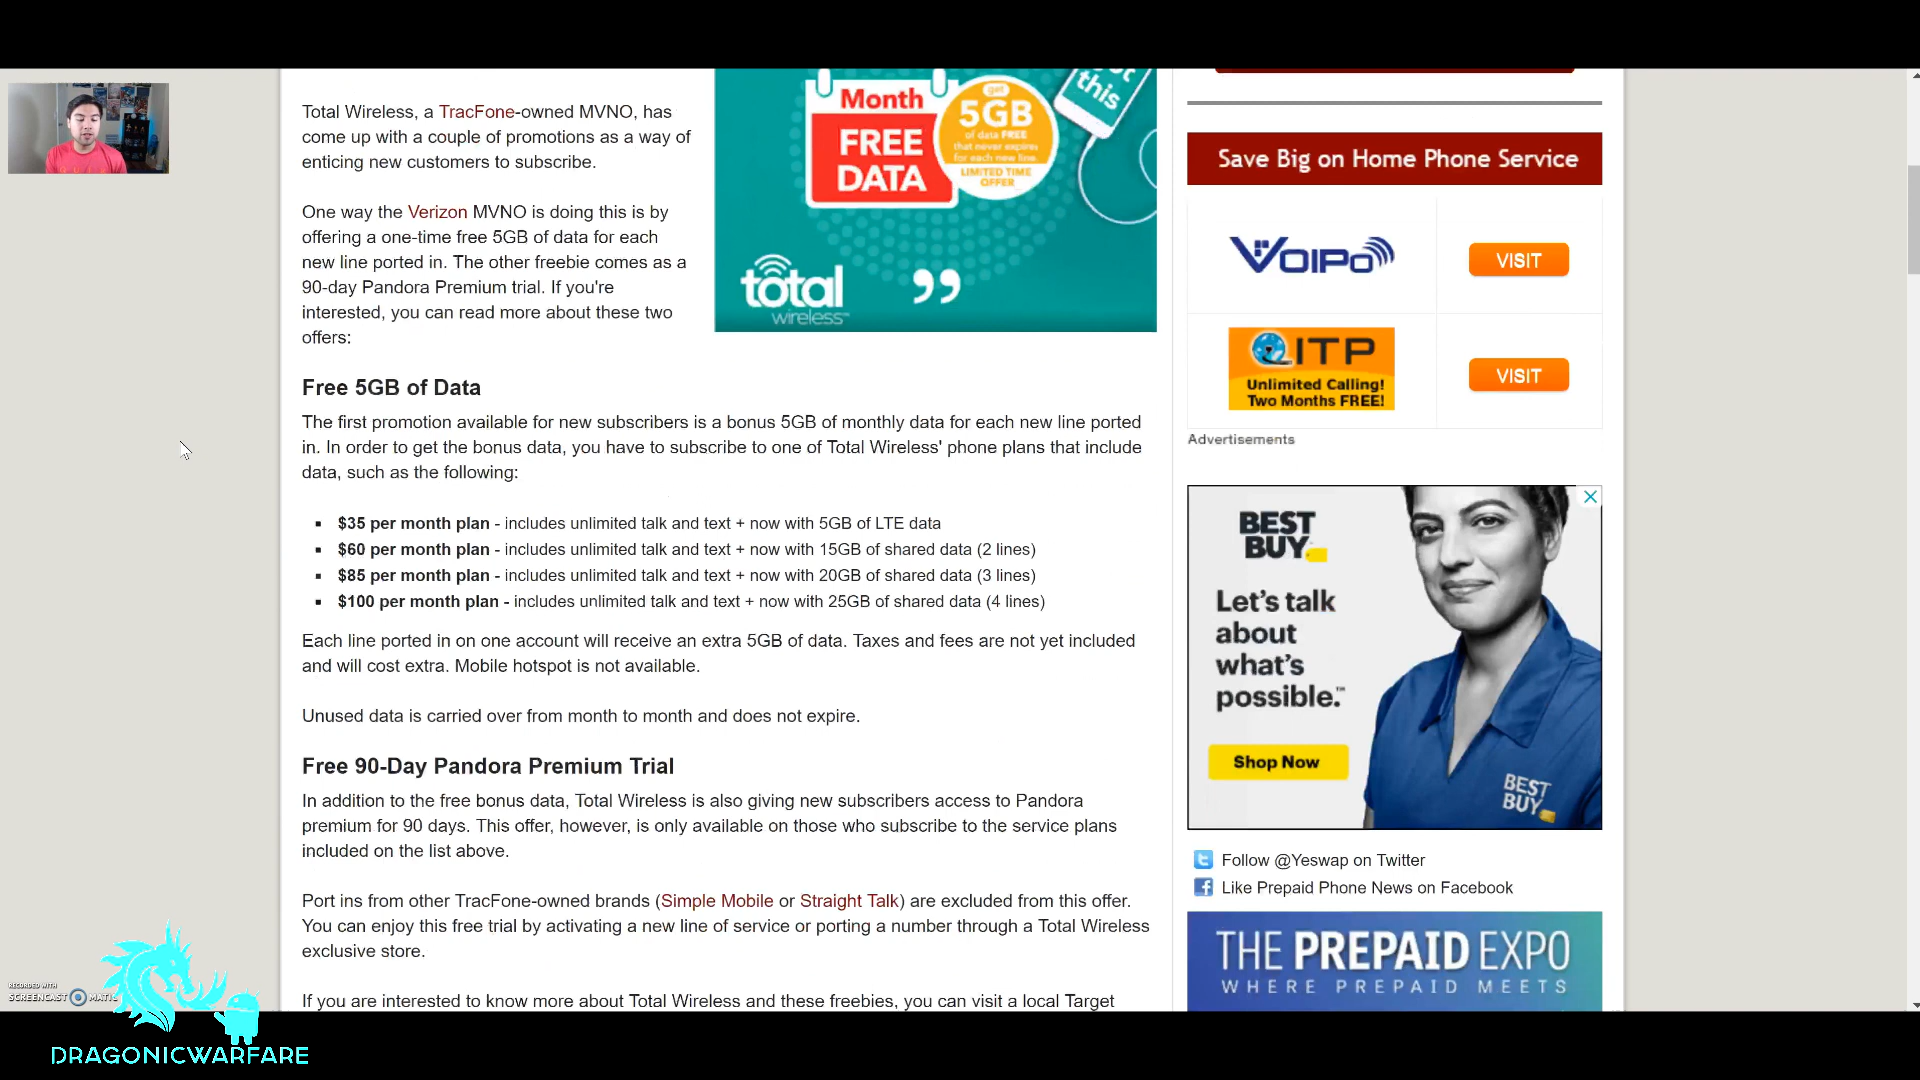 Total Wireless, a TracFone-owned MVNO, has
come up with a couple of promotions as a way of
enticing new customers to subscribe.
One way the Verizon MVNO is doing this is by
offering a one-time free 5GB of data for each
new line ported in. The other freebie comes as a
90-day Pandora Premium trial. If you're
interested, you can read more about these two
offers:
Month
FREE
DATA
get
5GB
of data FREE
that never expires
for each new line.
LIMITED TIME
OFFER
this
total
wireless
”
Free 5GB of Data
The first promotion available for new subscribers is a bonus 5GB of monthly data for each new line ported
in. In order to get the bonus data, you have to subscribe to one of Total Wireless' phone plans that include
data, such as the following:
▪ $35 per month plan - includes unlimited talk and text + now with 5GB of LTE data
▪ $60 per month plan - includes unlimited talk and text + now with 15GB of shared data (2 lines)
▪ $85 per month plan - includes unlimited talk and text + now with 20GB of shared data (3 lines)
▪ $100 per month plan - includes unlimited talk and text + now with 25GB of shared data (4 lines)
Each line ported in on one account will receive an extra 5GB of data. Taxes and fees are not yet included
and will cost extra. Mobile hotspot is not available.
Unused data is carried over from month to month and does not expire.
Free 90-Day Pandora Premium Trial
In addition to the free bonus data, Total Wireless is also giving new subscribers access to Pandora
premium for 90 days. This offer, however, is only available on those who subscribe to the service plans
included on the list above.
Port ins from other TracFone-owned brands (Simple Mobile or Straight Talk) are excluded from this offer.
You can enjoy this free trial by activating a new line of service or porting a number through a Total Wireless
exclusive store.
If you are interested to know more about Total Wireless and these freebies, you can visit a local Target
Save Big on Home Phone Service
VOIPo
VISIT
QITP
Unlimited Calling!
Two Months FREE!
VISIT
Advertisements
BEST
BUY
Let's talk
about
what's
possible.™
Shop Now
BEST
BUY
Follow @Yeswap on Twitter
Like Prepaid Phone News on Facebook
THE PREPAID EXPO
WHERE PREPAID MEETS
RECORDED WITH
SCREENCAST MATIC
DRAGONICWARFARE